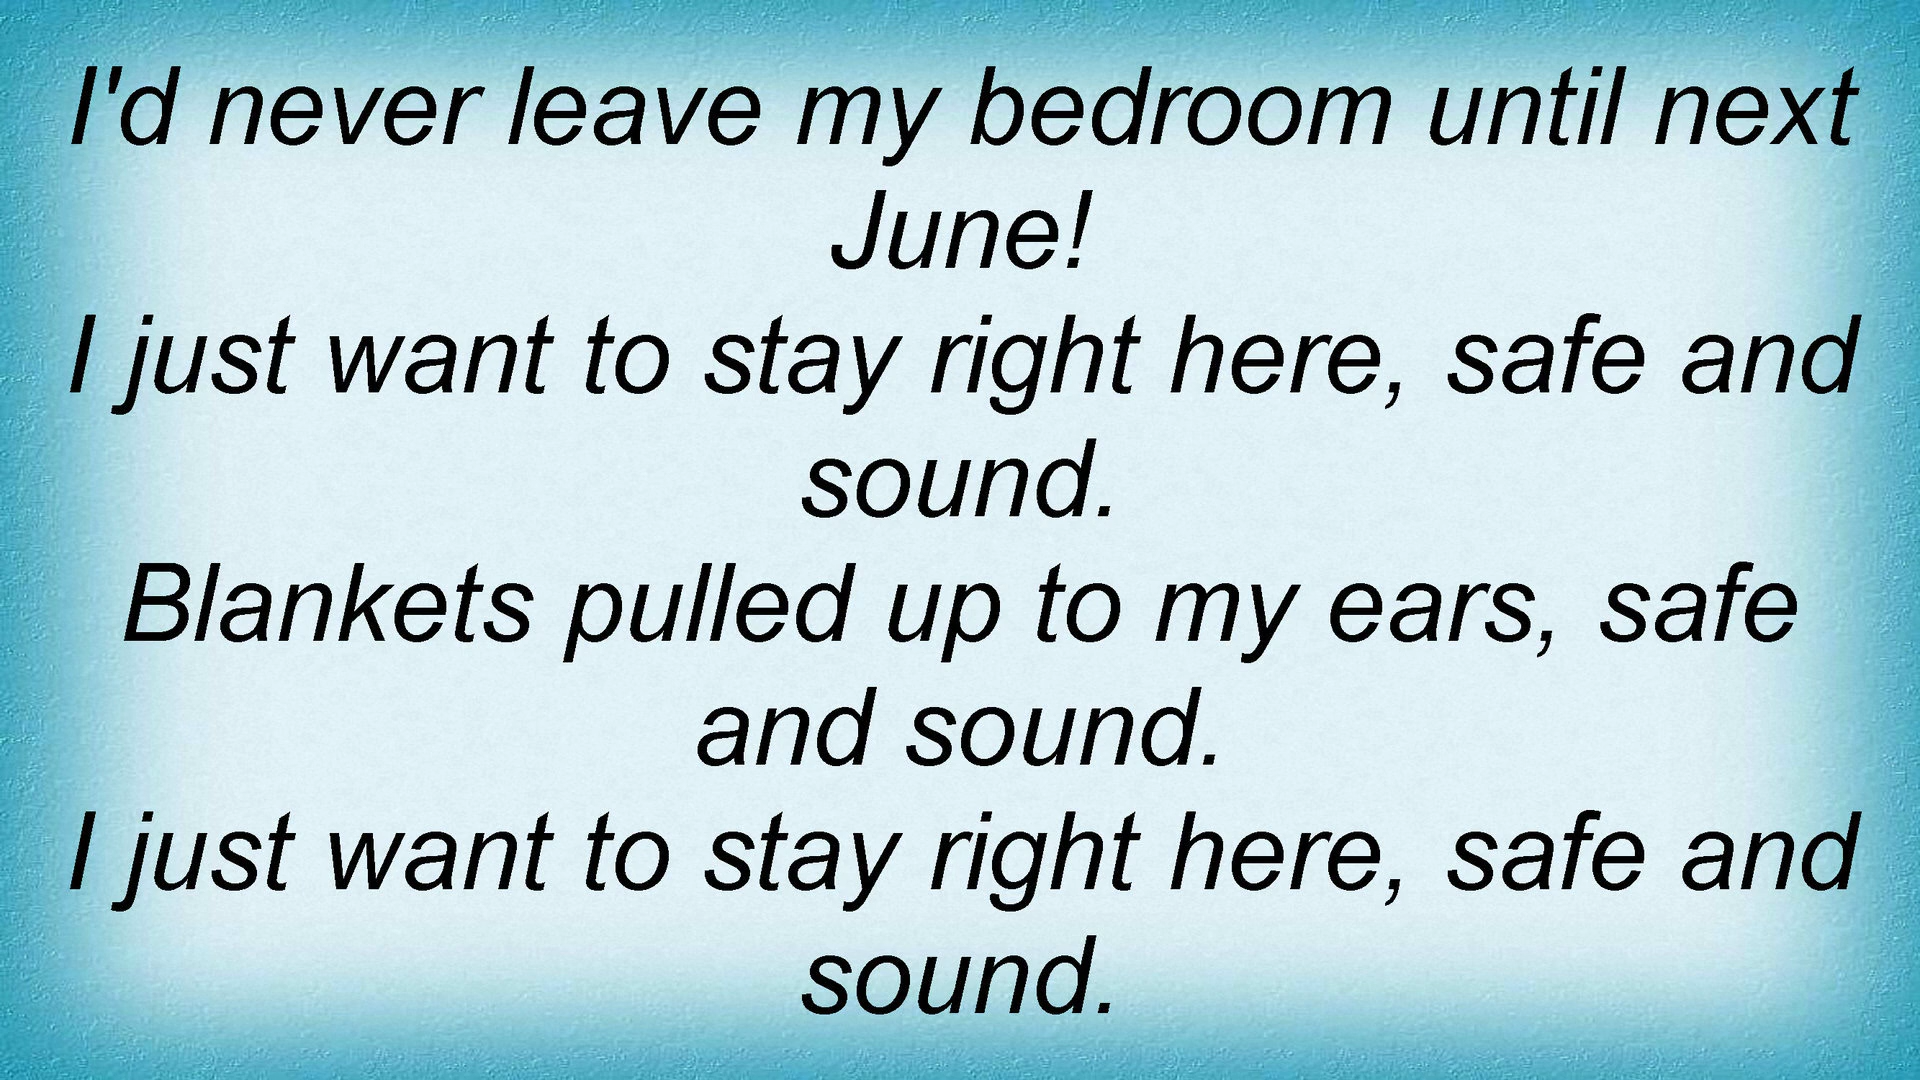 I'd never leave my bedroom until next
June!
I just want to stay right here, safe and
sound.
Blankets pulled up to my ears, safe
and sound.
I just want to stay right here, safe and
sound.